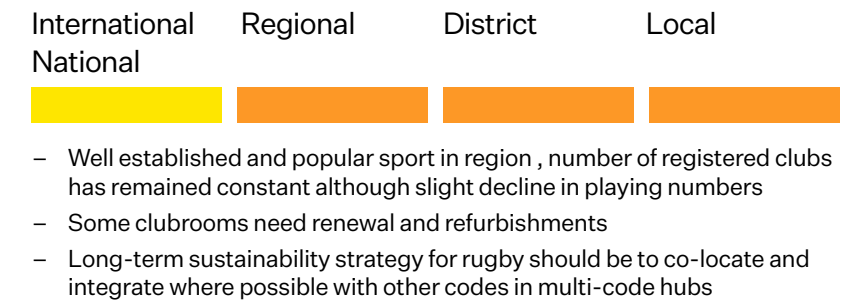 International Regional District Local
National
– Well established and popular sport in region , number of registered clubs
has remained constant although slight decline in playing numbers
– Some clubrooms need renewal and refurbishments
– Long-term sustainability strategy for rugby should be to co-locate and
integrate where possible with other codes in multi-code hubs